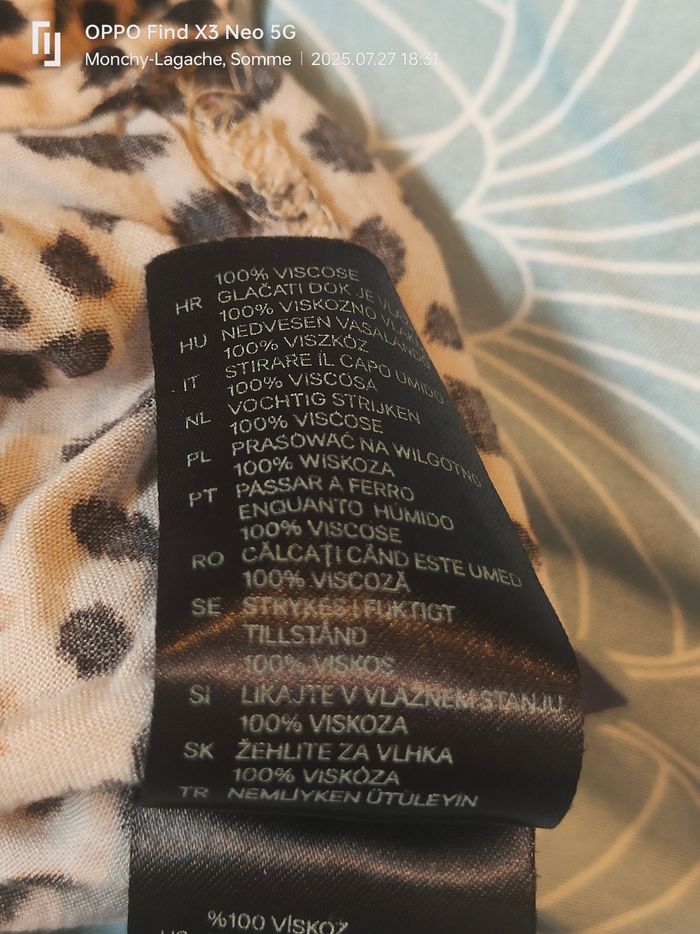 OPPO Find X3 Neo 5G
Monchy-Lagache, Somme | 2025.07.27 18:31
100% VISCOSE
HR GLAČATI DOK JE
100% VISKOZNO
HU NEDVESEN VASALANDÓ
100% VISZKÓZ
IT STIRARE IL CAPO UMIDO
100% VISCOSA
NL VOCHTIG STRIJKEN
100% VISCOSE
PL PRASOWAĆ NA WILGOTNO
100% WISKOZA
PT PASSAR A FERRO
ENQUANTO HÚMIDO
100% VISCOSE
RO CĂLCAȚI CÂND ESTE UMED
100% VISCOZĂ
SE STRYKES I FUKTIGT
TILLSTÅND
100% VISKOS
SI LIKAJTE V VLAŽNEM STANJU
100% VISKOZA
SK ŽEHLITE ZA VLHKA
100% VISKÓZA
TR NEMLİYKEN ÜTÜLEYİN
%100 VİSKOZ